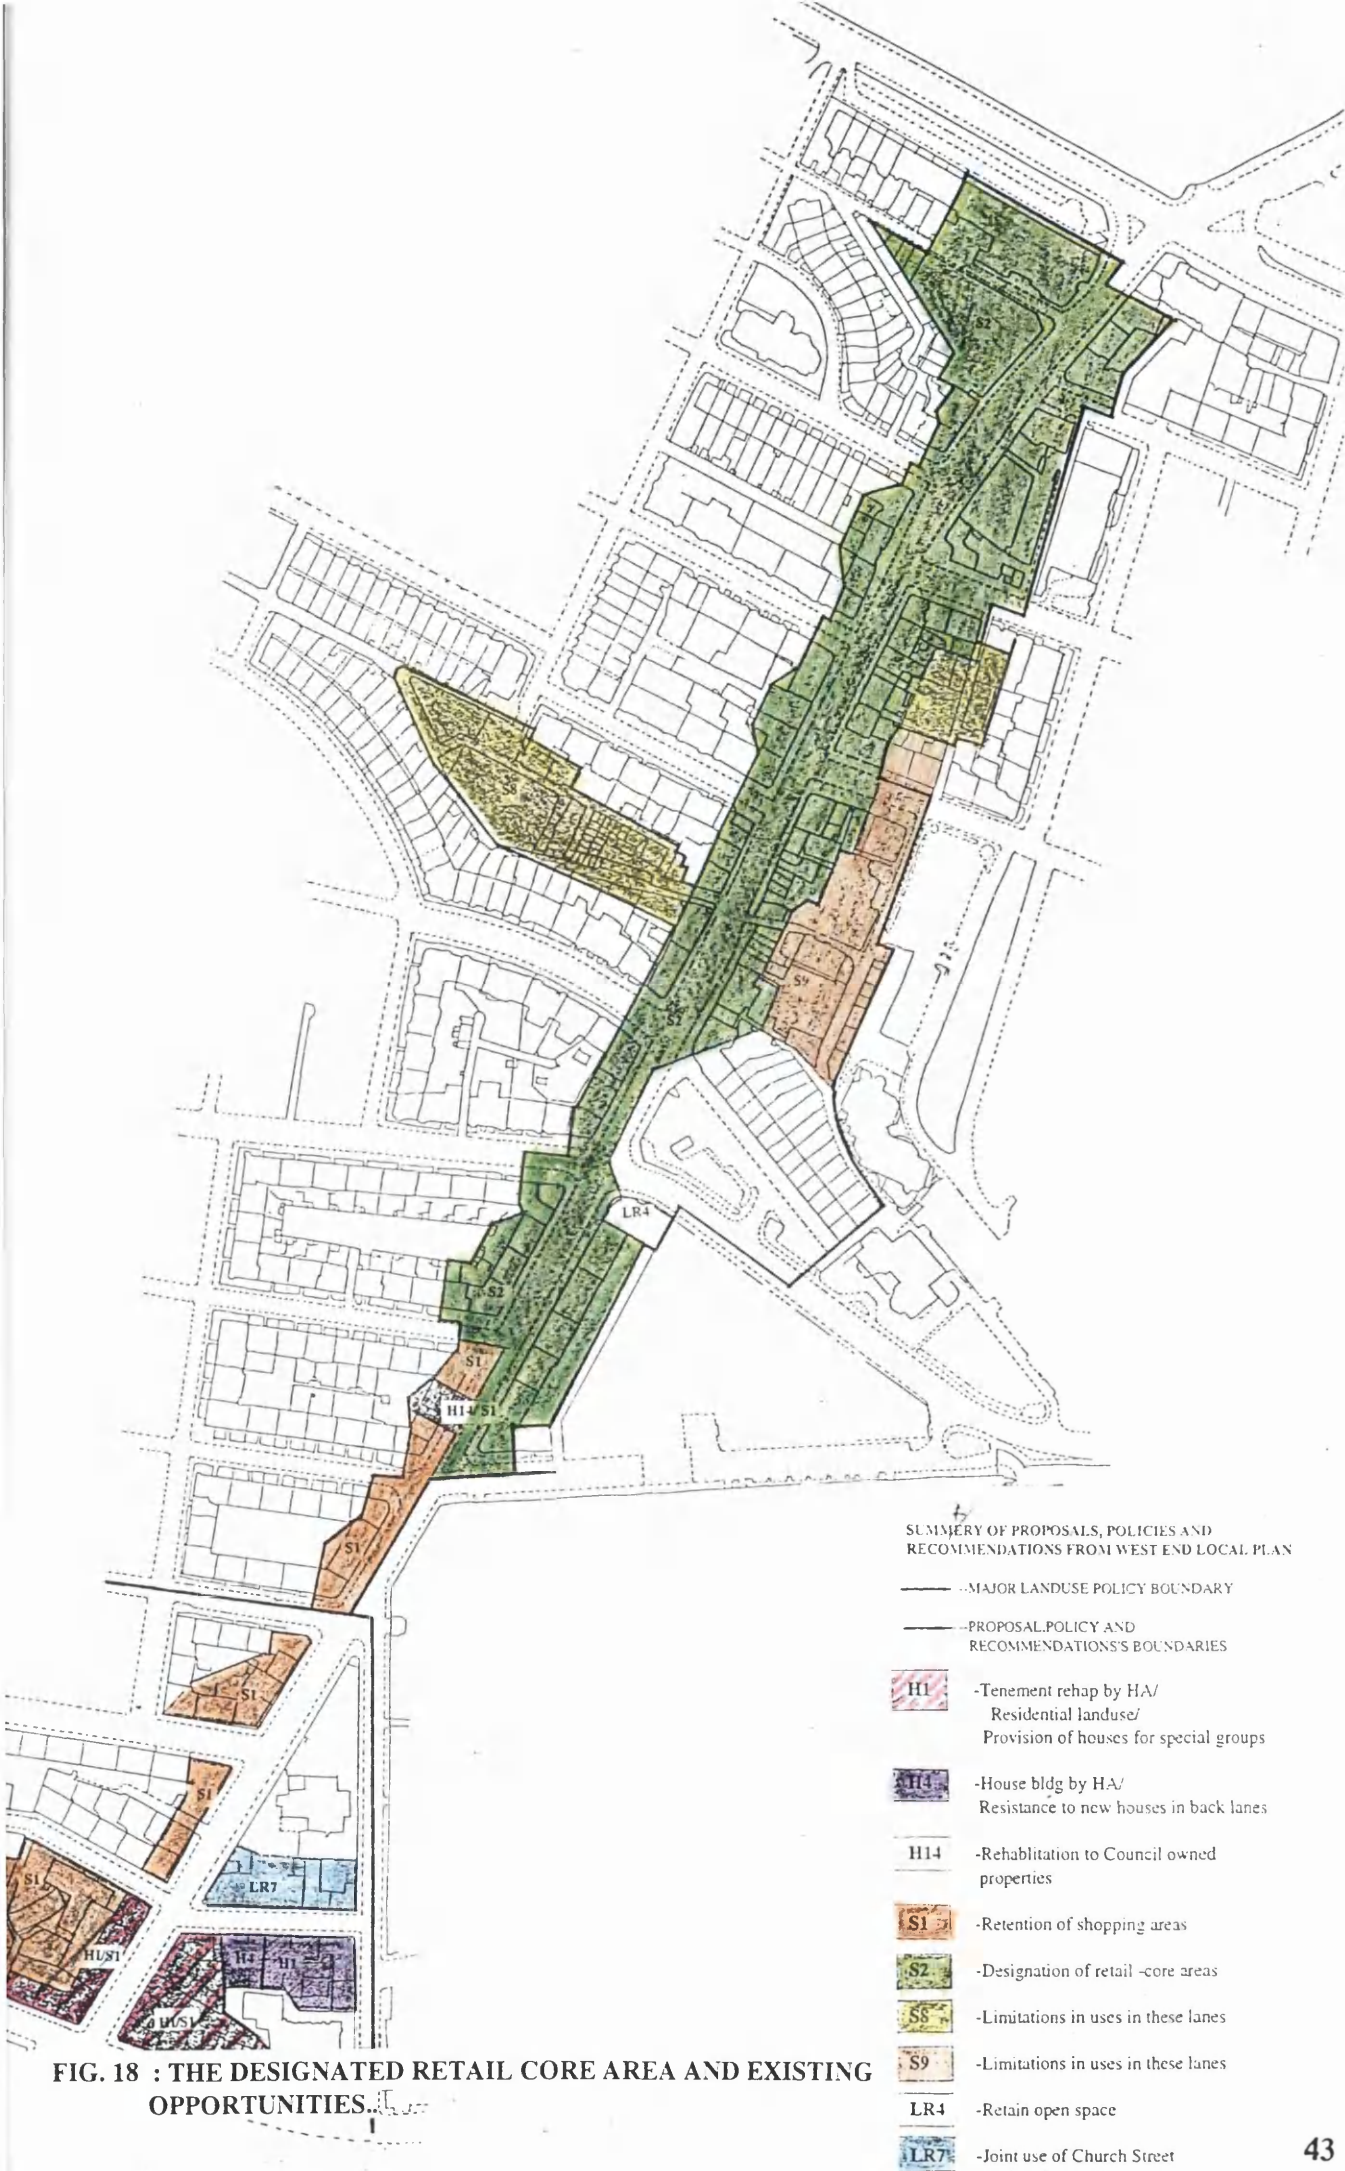 S2
S2
S8
S9
S2
LR4
S2
S1
H14/S1
S1
S1
S1
LR7
S1
H1/S1
H4
H1
H1/S1
SUMMERY OF PROPOSALS, POLICIES AND
RECOMMENDATIONS FROM WEST END LOCAL PLAN
-MAJOR LANDUSE POLICY BOUNDARY
-PROPOSAL.POLICY AND
RECOMMENDATIONS'S BOUNDARIES
H1 -Tenement rehap by HA/
Residential landuse/
Provision of houses for special groups
H4 -House bldg by HA/
Resistance to new houses in back lanes
H14 -Rehablitation to Council owned
properties
S1 -Retention of shopping areas
S2 -Designation of retail -core areas
S8 -Limitations in uses in these lanes
S9 -Limitations in uses in these lanes
LR4 -Retain open space
LR7 -Joint use of Church Street
FIG. 18 : THE DESIGNATED RETAIL CORE AREA AND EXISTING
OPPORTUNITIES..
43